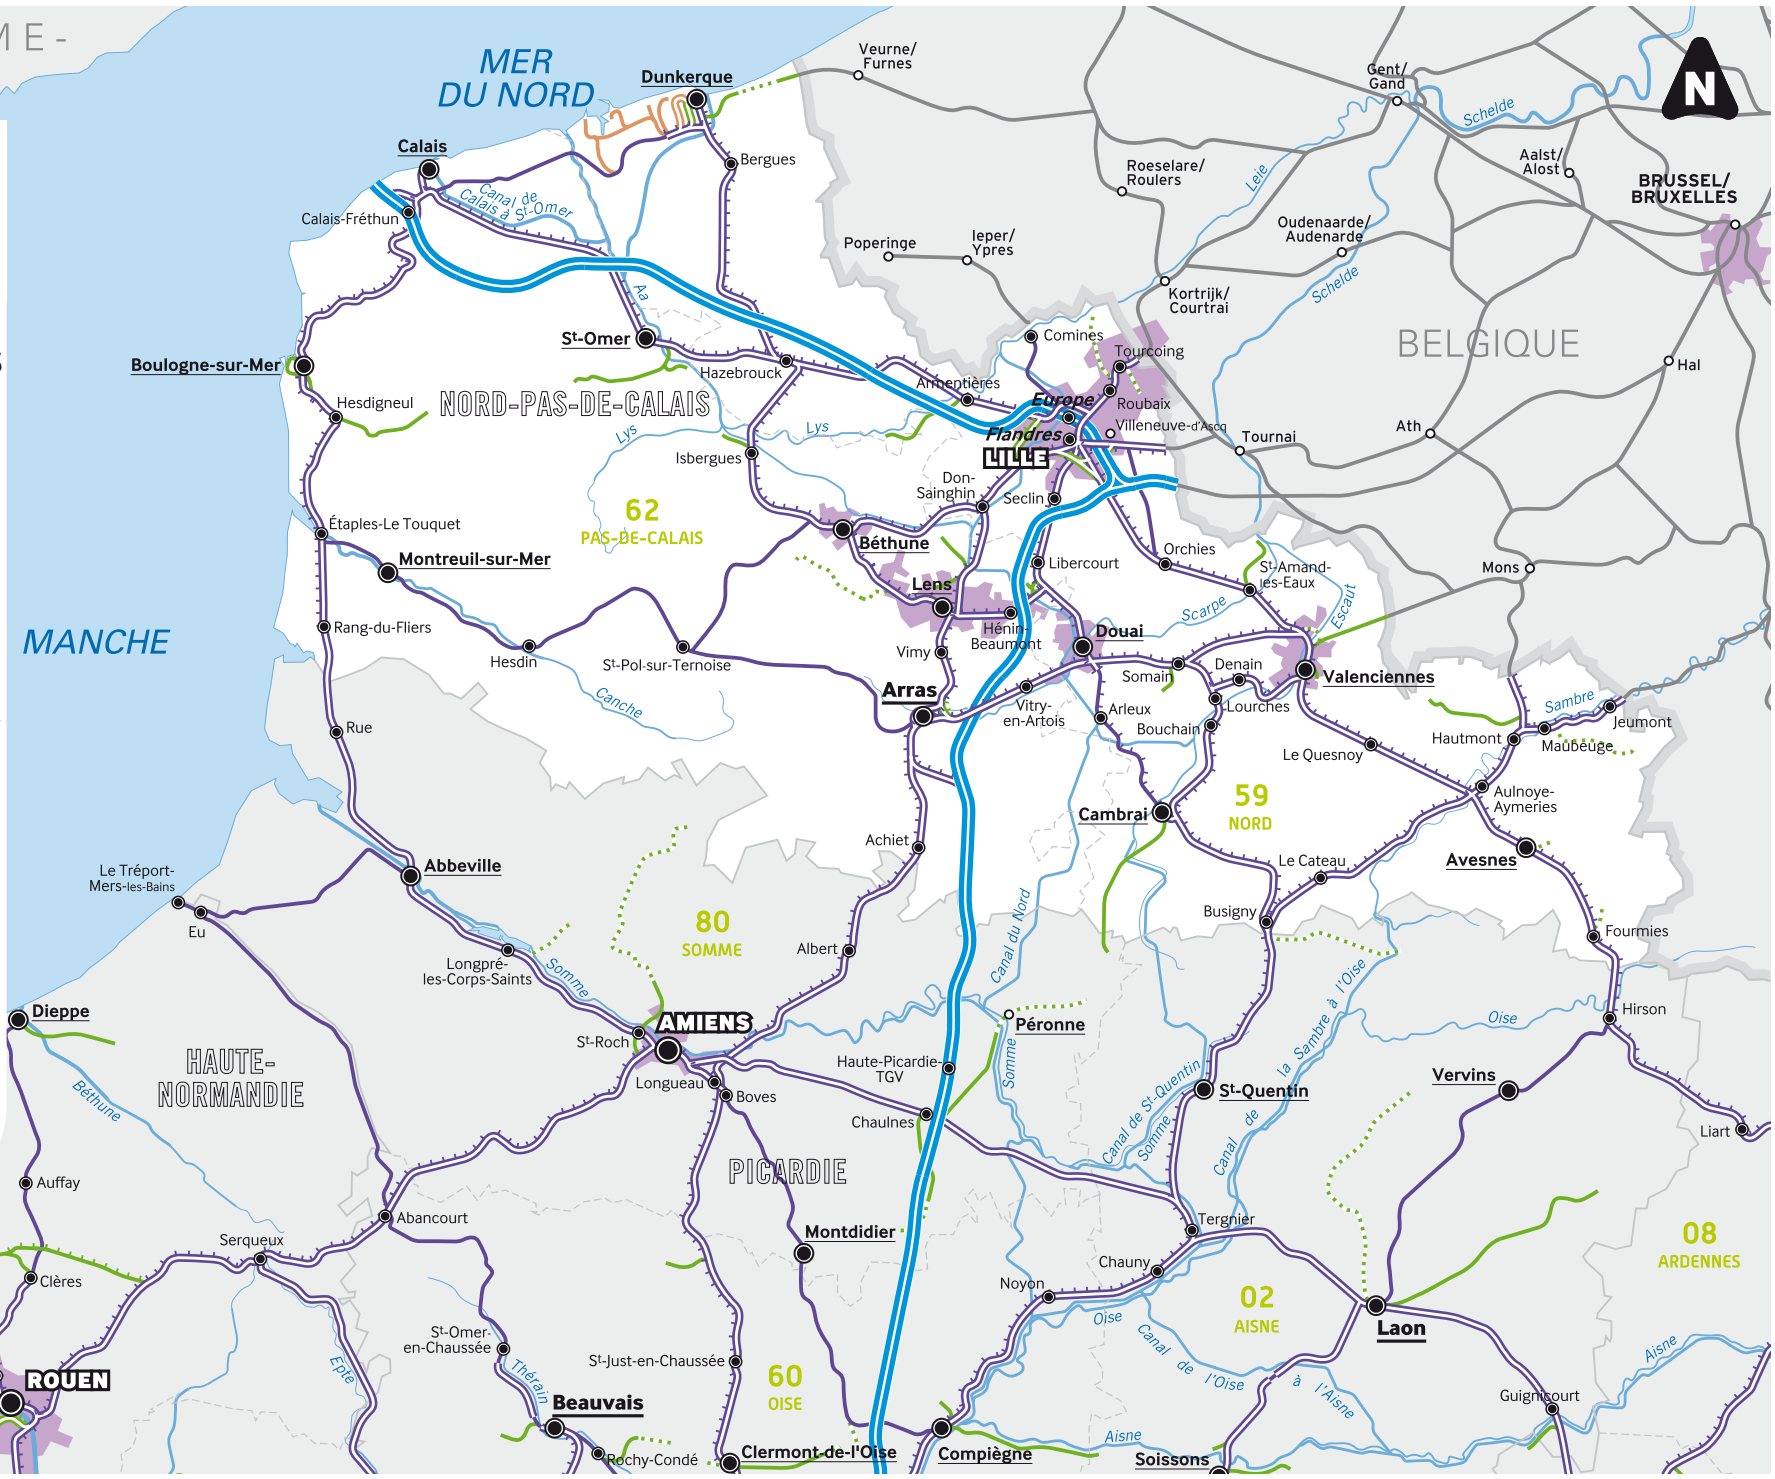 ME-
MER
DU NORD
Dunkerque
Veurne/
Furnes
Gent/
Gand
N
Schelde
Calais
Bergues
Roeselare/
Roulers
Leie
Aalst/
Alost
BRUSSEL/
BRUXELLES
Canal de
Calais à St-Omer
Calais-Fréthun
Poperinge
Ieper/
Ypres
Oudenaarde/
Audenarde
Schelde
Aa
Kortrijk/
Courtrai
St-Omer
Comines
BELGIQUE
Boulogne-sur-Mer
Hazebrouck
Tourcoing
Hal
Armentières
Hesdigneul
NORD-PAS-DE-CALAIS
Europe
Roubaix
Lys
Lys
Flandres
Villeneuve-d'Ascq
Ath
Tournai
Isbergues
LILLE
Don-
Sainghin
Seclin
62
PAS-DE-CALAIS
Étaples-Le Touquet
Béthune
Montreuil-sur-Mer
Libercourt
Orchies
St-Amand-
les-Eaux
Mons
Lens
Scarpe
Escaut
MANCHE
Rang-du-Fliers
Hénin-
Beaumont
Douai
Hesdin
St-Pol-sur-Ternoise
Vimy
Somain
Denain
Valenciennes
Canche
Arras
Vitry-
en-Artois
Arleux
Lourches
Sambre
Jeumont
Rue
Bouchain
Hautmont
Maubeuge
Le Quesnoy
59
NORD
Aulnoye-
Aymeries
Cambrai
Achiet
Avesnes
Le Cateau
Abbeville
Le Tréport-
Mers-les-Bains
80
SOMME
Busigny
Eu
Albert
Fourmies
Longpré-
les-Corps-Saints
Somme
Canal du Nord
la Sambre à l'Oise
Dieppe
AMIENS
Péronne
Oise
Hirson
St-Roch
HAUTE-
NORMANDIE
Haute-Picardie-
TGV
Somme
Longueau
Boves
Béthune
Vervins
St-Quentin
Canal de St-Quentin
Somme
Canal de
Chaulnes
Liart
PICARDIE
Auffay
Abancourt
Montdidier
Tergnier
08
ARDENNES
Serqueux
Clères
Chauny
Noyon
02
AISNE
Oise
Canal de l'Oise à l'Aisne
Laon
St-Omer-
en-Chaussée
Epte
Thérain
St-Just-en-Chaussée
60
OISE
Aisne
ROUEN
Beauvais
Guignicourt
Rochy-Condé
Clermont-de-l'Oise
Compiègne
Aisne
Soissons